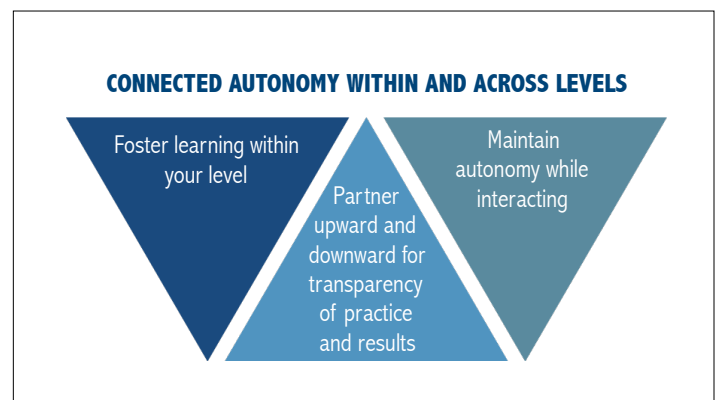 CONNECTED AUTONOMY WITHIN AND ACROSS LEVELS
Foster learning within
your level
Partner
upward and
downward for
transparency
of practice
and results
Maintain
autonomy while
interacting